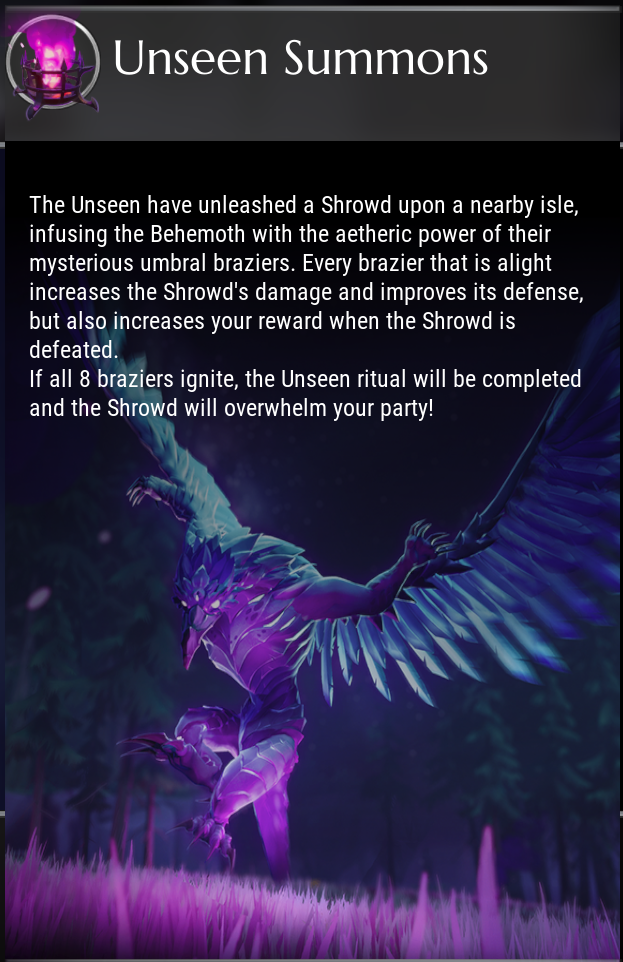 Unseen Summons
The Unseen have unleashed a Shrowd upon a nearby isle,
infusing the Behemoth with the aetheric power of their
mysterious umbral braziers. Every brazier that is alight
increases the Shrowd's damage and improves its defense,
but also increases your reward when the Shrowd is
defeated.
If all 8 braziers ignite, the Unseen ritual will be completed
and the Shrowd will overwhelm your party!